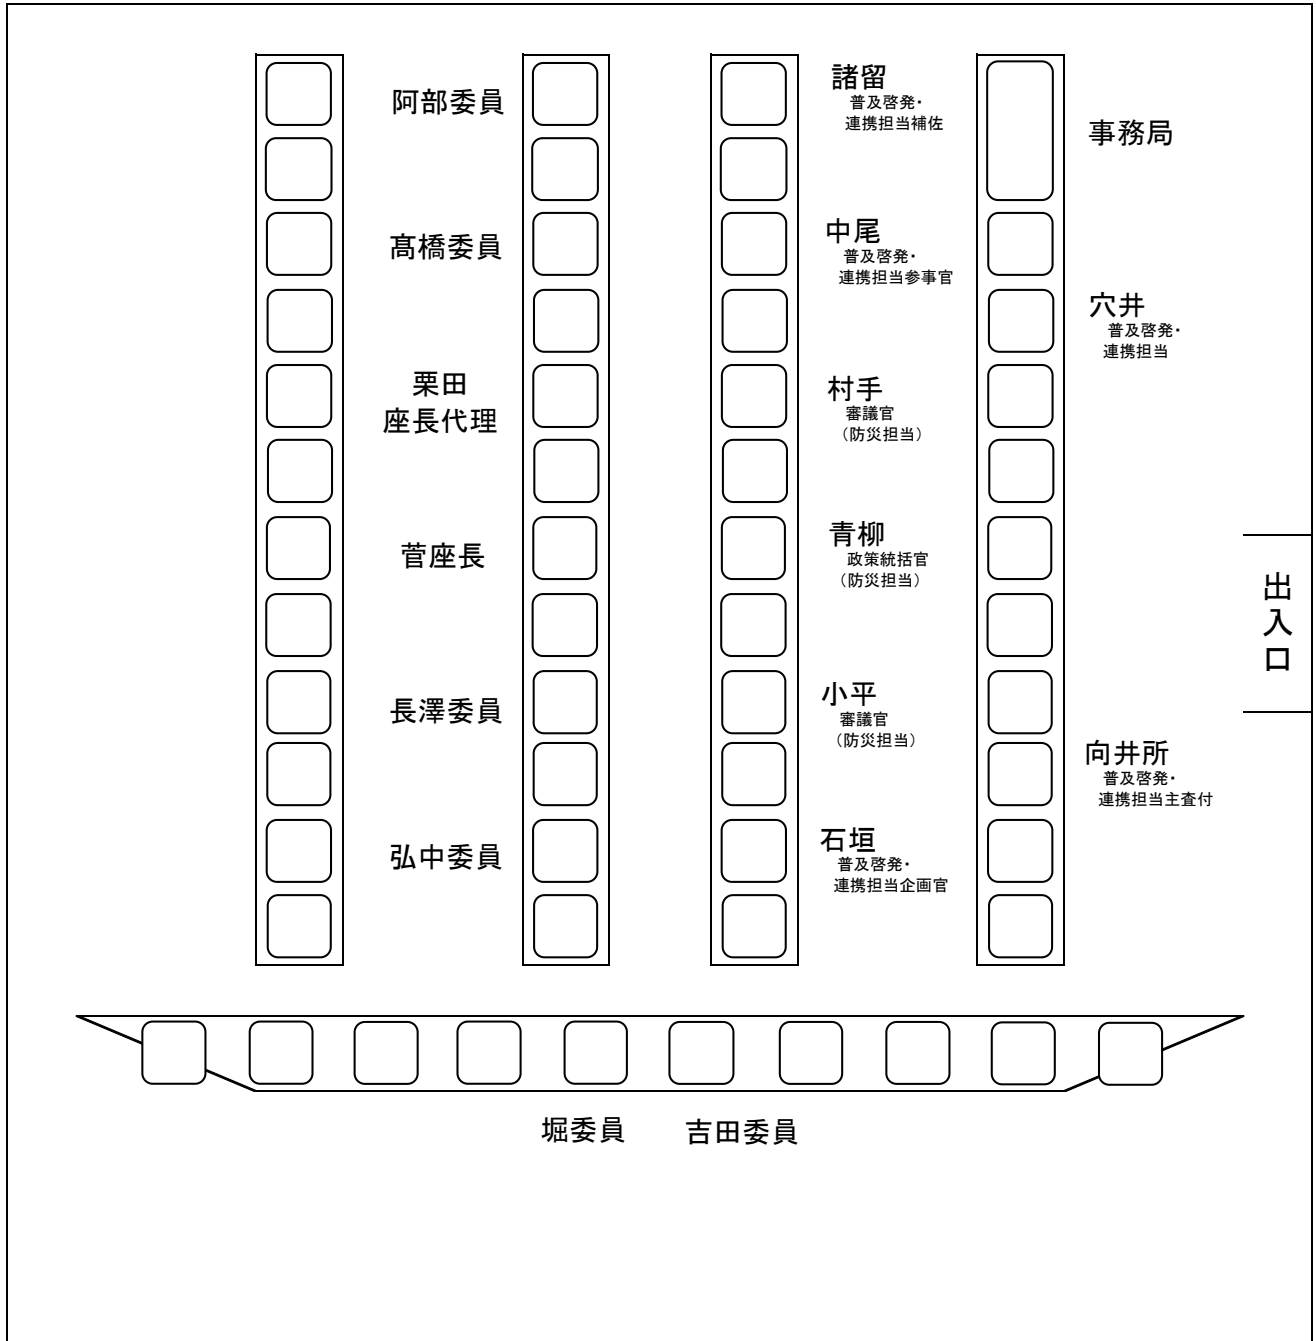 阿部委員
髙橋委員
栗田
座長代理
菅座長
長澤委員
弘中委員
諸留
普及啓発・
連携担当補佐
中尾
普及啓発・
連携担当参事官
村手
審議官
（防災担当）
青柳
政策統括官
（防災担当）
小平
審議官
（防災担当）
石垣
普及啓発・
連携担当企画官
事務局
穴井
普及啓発・
連携担当
向井所
普及啓発・
連携担当主査付
出入口
堀委員
吉田委員